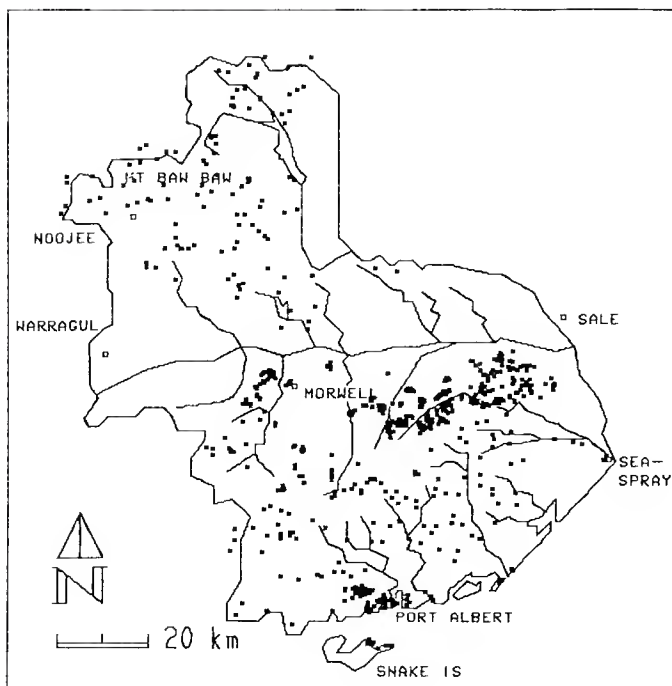 MT BAW BAW
NOOJEE
WARRAGUL
SALE
MORWELL
SEA-
SPRAY
N
20 km
PORT ALBERT
SNAKE IS